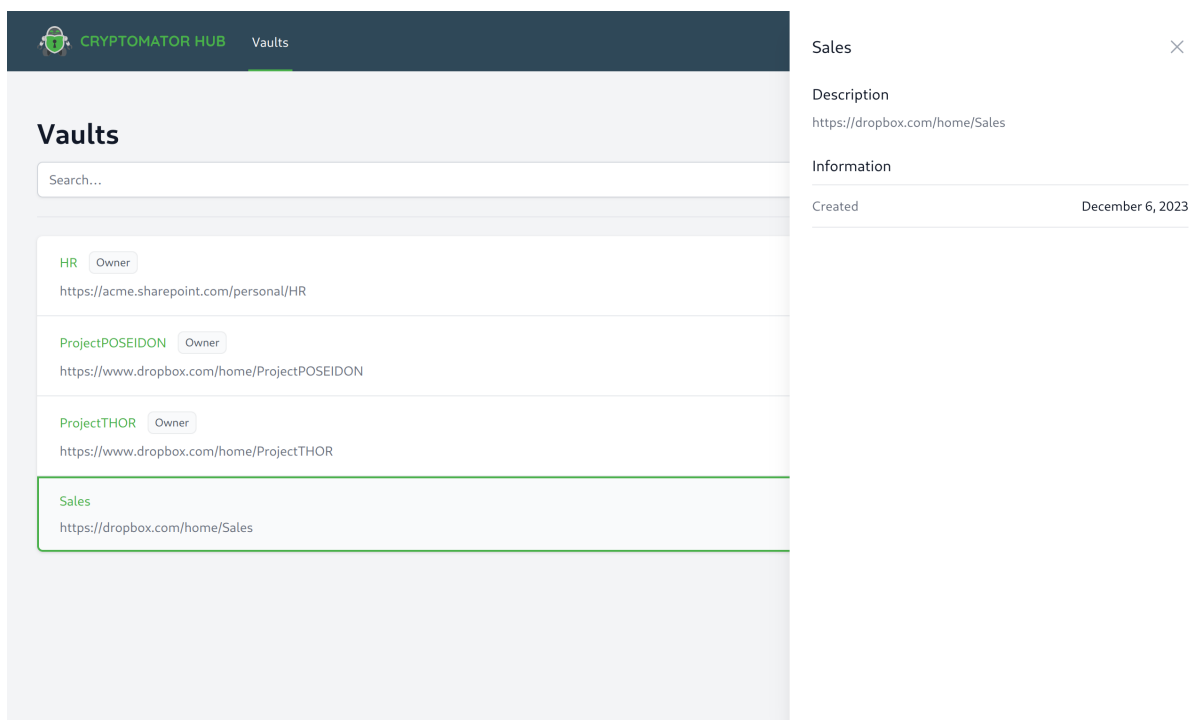 CRYPTOMATOR HUB Vaults
Vaults
Search...
HR Owner
https://acme.sharepoint.com/personal/HR
ProjectPOSEIDON Owner
https://www.dropbox.com/home/ProjectPOSEIDON
ProjectTHOR Owner
https://www.dropbox.com/home/ProjectTHOR
Sales
https://dropbox.com/home/Sales
Sales
Description
https://dropbox.com/home/Sales
Information
Created December 6, 2023